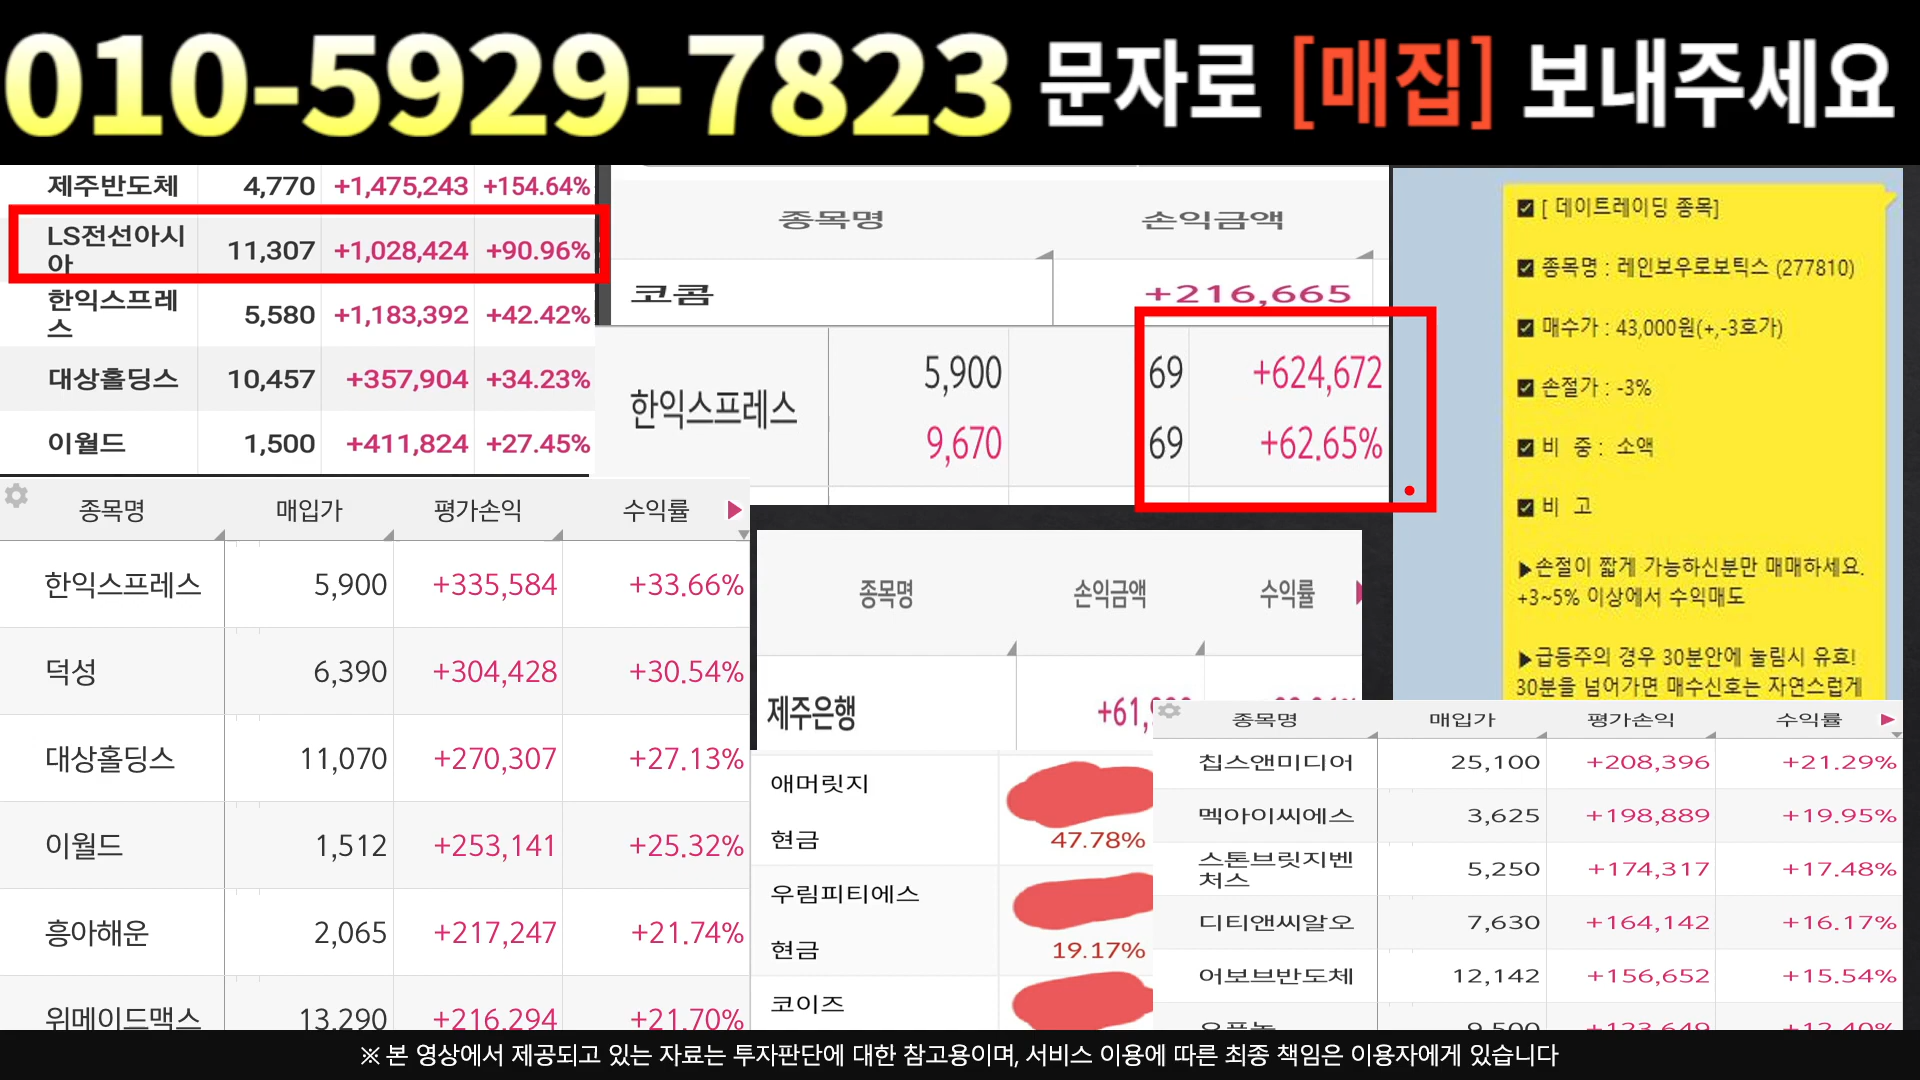 010-5929-7823 문자로 [매집] 보내주세요
제주반도체 4,770 +1,475,243 +154.64%
LS전선아시아 11,307 +1,028,424 +90.96%
한익스프레스 5,580 +1,183,392 +42.42%
대상홀딩스 10,457 +357,904 +34.23%
이월드 1,500 +411,824 +27.45%
종목명 손익금액
코콤 +216,665
한익스프레스 5,900 69 +624,672
9,670 69 +62.65%
[ 데이트레이딩 종목]
종목명 : 레인보우로보틱스 (277810)
매수가 : 43,000원(+,-3호가)
손절가 : -3%
비 중 : 소액
비 고
▶손절이 짧게 가능하신분만 매매하세요.
+3~5% 이상에서 수익매도
▶급등주의 경우 30분안에 눌림시 유효!
30분을 넘어가면 매수신호는 자연스럽게
종목명 매입가 평가손익 수익률
한익스프레스 5,900 +335,584 +33.66%
덕성 6,390 +304,428 +30.54%
대상홀딩스 11,070 +270,307 +27.13%
이월드 1,512 +253,141 +25.32%
흥아해운 2,065 +217,247 +21.74%
위메이드맥스 13,290 +216,294 +21.70%
종목명 손익금액 수익률
제주은행 +61,
애머릿지
현금 47.78%
우림피티에스
현금 19.17%
코이즈
종목명 매입가 평가손익 수익률
칩스앤미디어 25,100 +208,396 +21.29%
멕아이씨에스 3,625 +198,889 +19.95%
스톤브릿지벤처스 5,250 +174,317 +17.48%
디티앤씨알오 7,630 +164,142 +16.17%
어보브반도체 12,142 +156,652 +15.54%
9,500 +123,649 +12.40%
※ 본 영상에서 제공되고 있는 자료는 투자판단에 대한 참고용이며, 서비스 이용에 따른 최종 책임은 이용자에게 있습니다